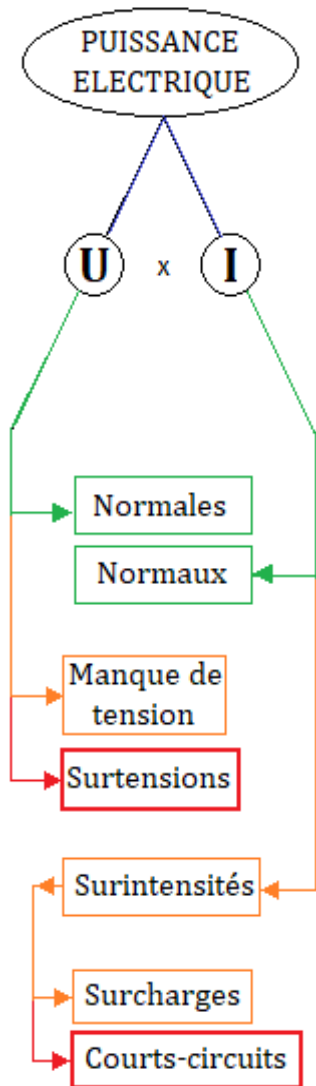 PUISSANCE
ELECTRIQUE
U x I
Normales
Normaux
Manque de
tension
Surtensions
Surintensités
Surcharges
Courts-circuits